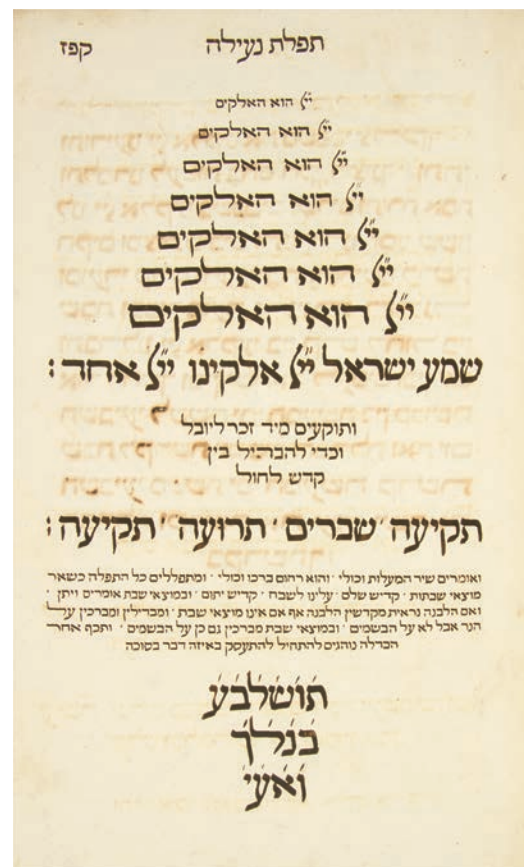 תפלת נעילה
קפז
יי הוא האלקים
יי הוא האלקים
יי הוא האלקים
יי הוא האלקים
יי הוא האלקים
יי הוא האלקים
יי הוא האלקים
שמע ישראל יי אלקינו יי אחד :
ותוקעים מיד זכר ליובל
וכדי להבדיל בין
קדש לחול
תקיעה ׳ שברים ׳ תרועה ׳ תקיעה :
ואומרים שיר המעלות וכולי ׳ והוא רחום ברכו וכולי ׳ ומתפללים כל התפלה כשאר
מוצאי שבתות ׳ קדיש שלם ׳ עלינו לשבח ׳ קדיש יתום ׳ ובמוצאי שבת אומרים ויתן ׳
ואם הלבנה נראית מקדשין הלבנה אף אם אינו מוצאי שבת ׳ ומבדילין ומברכין על
הנר אבל לא על הבשמים ׳ ובמוצאי שבת מברכין גם כן על הבשמים ׳ ותכף אחר
הבדלה נוהגים להתחיל להתעסק באיזה דבר בסוכה
תושלבע
בנלך
ואעי